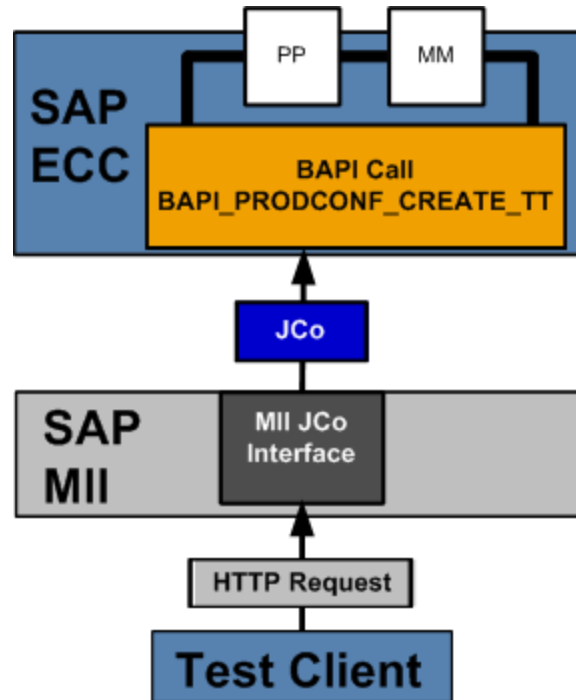 PP
MM
SAP
ECC
BAPI Call
BAPI_PRODCONF_CREATE_TT
JCo
SAP
MII
MII JCo
Interface
HTTP Request
Test Client